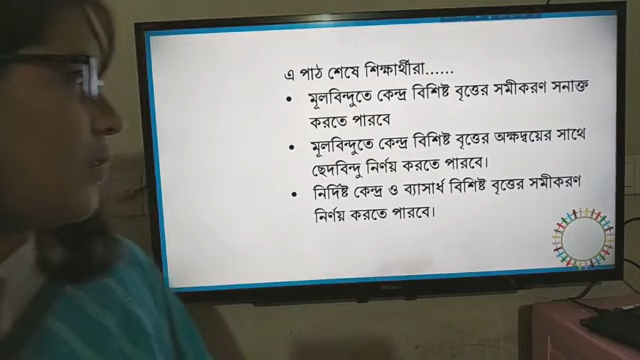 এ পাঠ শেষে শিক্ষার্থীরা......
• মূলবিন্দুতে কেন্দ্র বিশিষ্ট বৃত্তের সমীকরণ সনাক্ত
করতে পারবে
• মূলবিন্দুতে কেন্দ্র বিশিষ্ট বৃত্তের অক্ষদ্বয়ের সাথে
ছেদবিন্দু নির্ণয় করতে পারবে।
• নির্দিষ্ট কেন্দ্র ও ব্যাসার্ধ বিশিষ্ট বৃত্তের সমীকরণ
নির্ণয় করতে পারবে।